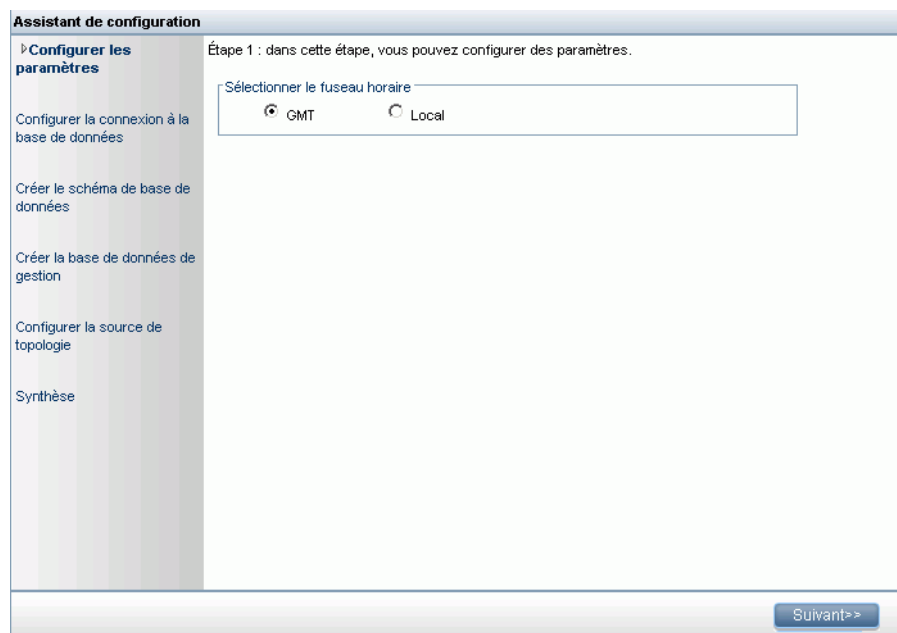 Assistant de configuration
Configurer les
paramètres
Étape 1 : dans cette étape, vous pouvez configurer des paramètres.
Sélectionner le fuseau horaire
GMT Local
Configurer la connexion à la
base de données
Créer le schéma de base de
données
Créer la base de données de
gestion
Configurer la source de
topologie
Synthèse
Suivant>>